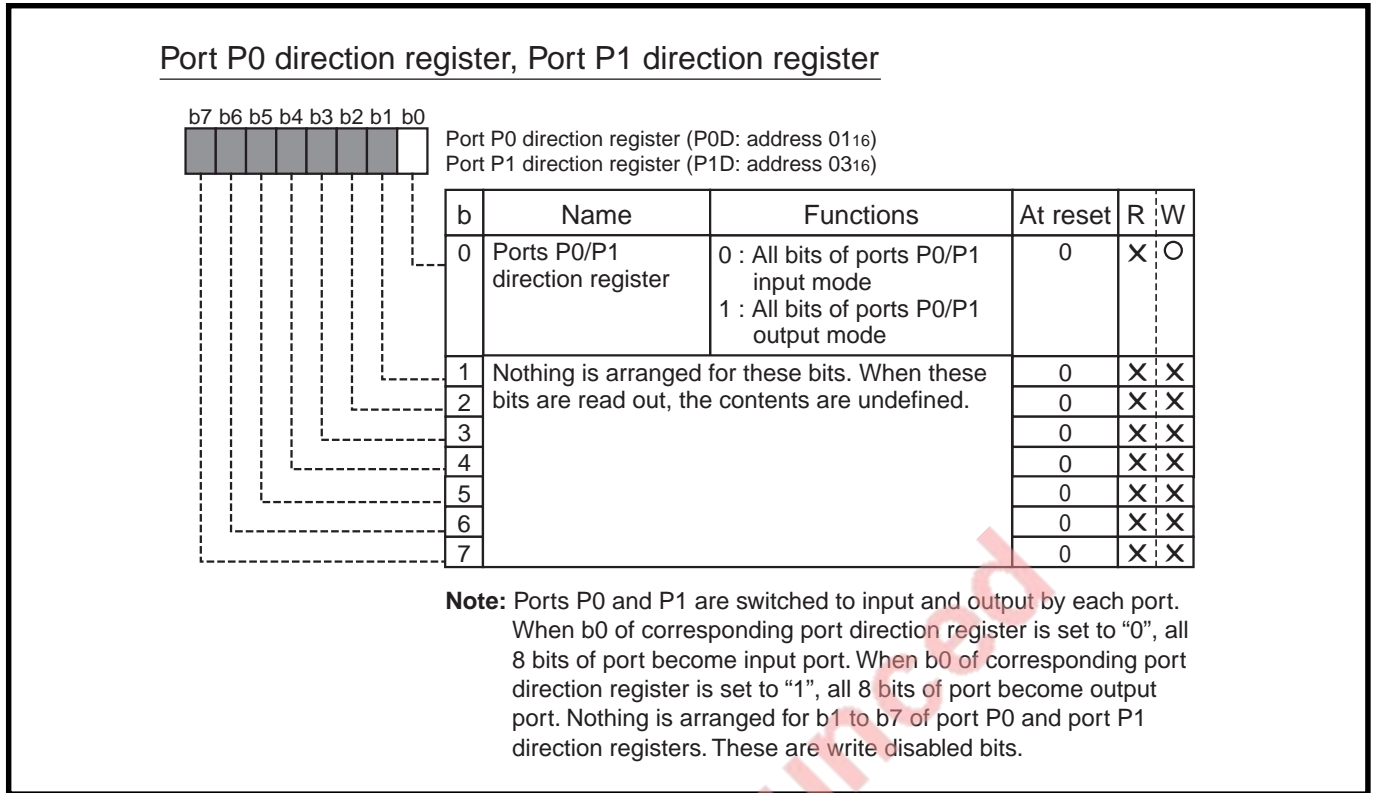 Port P0 direction register, Port P1 direction register
b7 b6 b5 b4 b3 b2 b1 b0
Port P0 direction register (P0D: address 0116)
Port P1 direction register (P1D: address 0316)
b Name Functions At reset R W
0 Ports P0/P1 direction register 0 : All bits of ports P0/P1 input mode 1 : All bits of ports P0/P1 output mode 0 X O
1 Nothing is arranged for these bits. When these 0 X X
2 bits are read out, the contents are undefined. 0 X X
3 0 X X
4 0 X X
5 0 X X
6 0 X X
7 0 X X
Note: Ports P0 and P1 are switched to input and output by each port.
When b0 of corresponding port direction register is set to “0”, all
8 bits of port become input port. When b0 of corresponding port
direction register is set to “1”, all 8 bits of port become output
port. Nothing is arranged for b1 to b7 of port P0 and port P1
direction registers. These are write disabled bits.